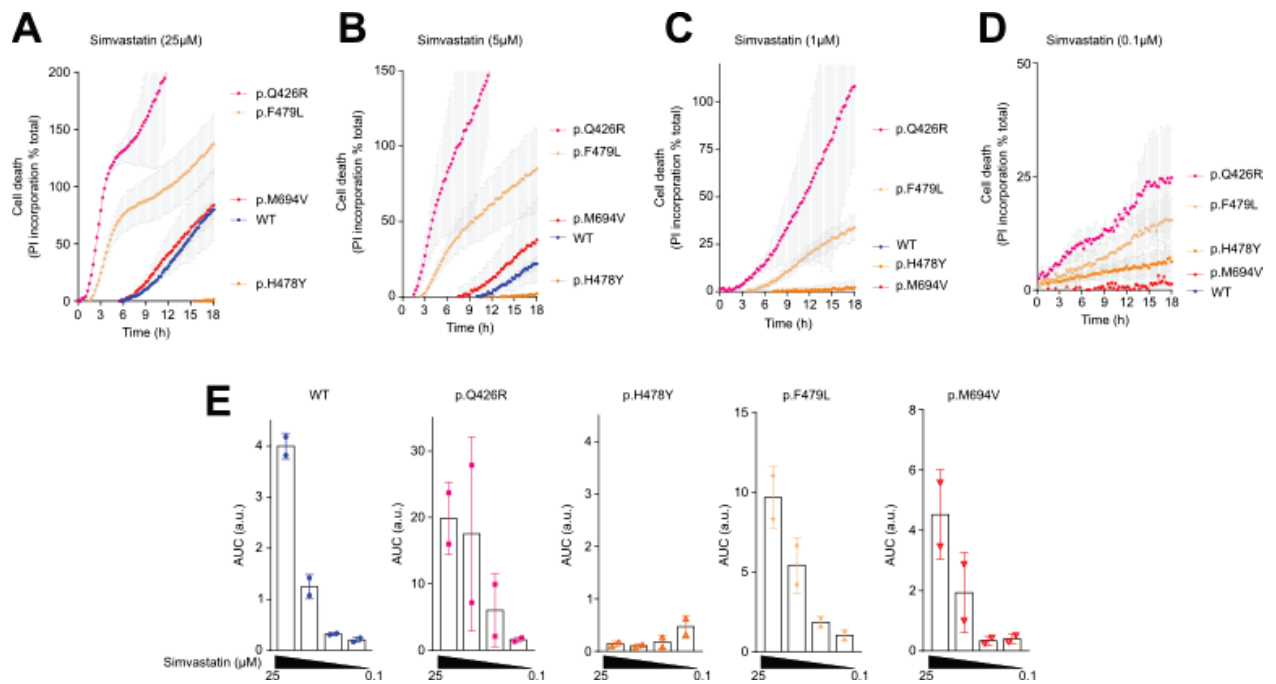 A
Simvastatin (25μM)
Cell death
(PI incorporation % total)
200
150
100
50
0
0 3 6 9 12 15 18
Time (h)
p.Q426R
p.F479L
p.M694V
WT
p.H478Y
B
Simvastatin (5μM)
Cell death
(PI incorporation % total)
150
100
50
0
0 3 6 9 12 15 18
Time (h)
p.Q426R
p.F479L
p.M694V
WT
p.H478Y
C
Simvastatin (1μM)
Cell death
(PI incorporation % total)
100
75
50
25
0
0 3 6 9 12 15 18
Time (h)
p.Q426R
p.F479L
WT
p.H478Y
p.M694V
D
Simvastatin (0.1μM)
Cell death
(PI incorporation % total)
50
25
0
0 3 6 9 12 15 18
Time (h)
p.Q426R
p.F479L
p.H478Y
p.M694V
WT
E
WT
AUC (a.u.)
4
3
2
1
0
Simvastatin (μM)
25 0.1
p.Q426R
AUC (a.u.)
30
20
10
0
25 0.1
p.H478Y
AUC (a.u.)
4
3
2
1
0
25 0.1
p.F479L
AUC (a.u.)
15
10
5
0
25 0.1
p.M694V
AUC (a.u.)
8
6
4
2
0
25 0.1